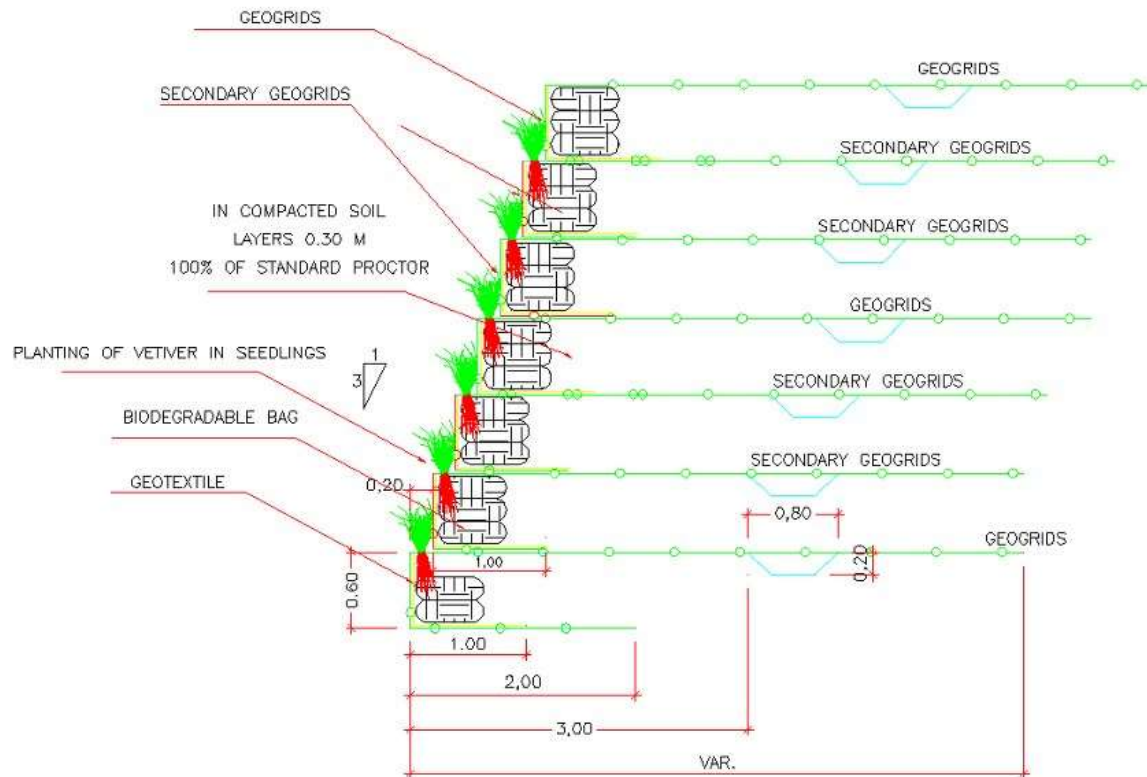 GEOGRIDS
GEOGRIDS
SECONDARY GEOGRIDS
SECONDARY GEOGRIDS
IN COMPACTED SOIL
LAYERS 0.30 M
100% OF STANDARD PROCTOR
SECONDARY GEOGRIDS
GEOGRIDS
PLANTING OF VETIVER IN SEEDLINGS
1
3
SECONDARY GEOGRIDS
BIODEGRADABLE BAG
SECONDARY GEOGRIDS
GEOTEXTILE
0,20
0,80
GEOGRIDS
1,00
0,20
0.60
1.00
2,00
3,00
VAR.